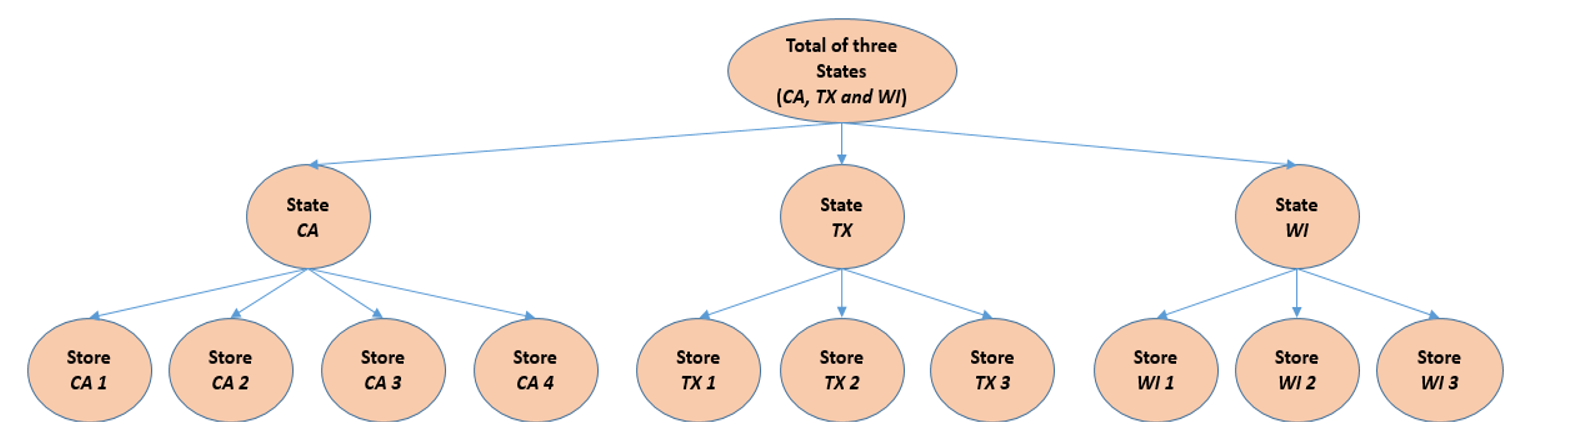 Total of three
States
(CA, TX and WI)
State
CA
State
TX
State
WI
Store
CA 1
Store
CA 2
Store
CA 3
Store
CA 4
Store
TX 1
Store
TX 2
Store
TX 3
Store
WI 1
Store
WI 2
Store
WI 3